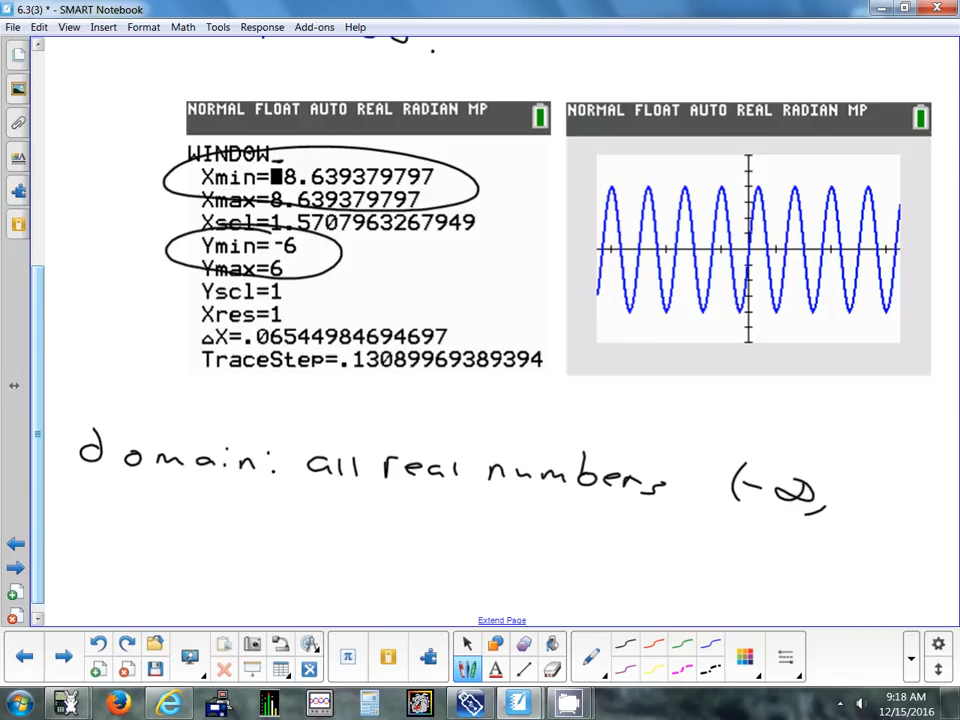 6.3(3) * - SMART Notebook
File Edit View Insert Format Math Tools Response Add-ons Help
NORMAL FLOAT AUTO REAL RADIAN MP
NORMAL FLOAT AUTO REAL RADIAN MP
WINDOW
Xmin=-8.639379797
Xmax=8.639379797
Xscl=1.5707963267949
Ymin=-6
Ymax=6
Yscl=1
Xres=1
△X=.06544984694697
TraceStep=.13089969389394
domain: all real numbers (-∞,
Extend Page
π
A
9:18 AM
12/15/2016